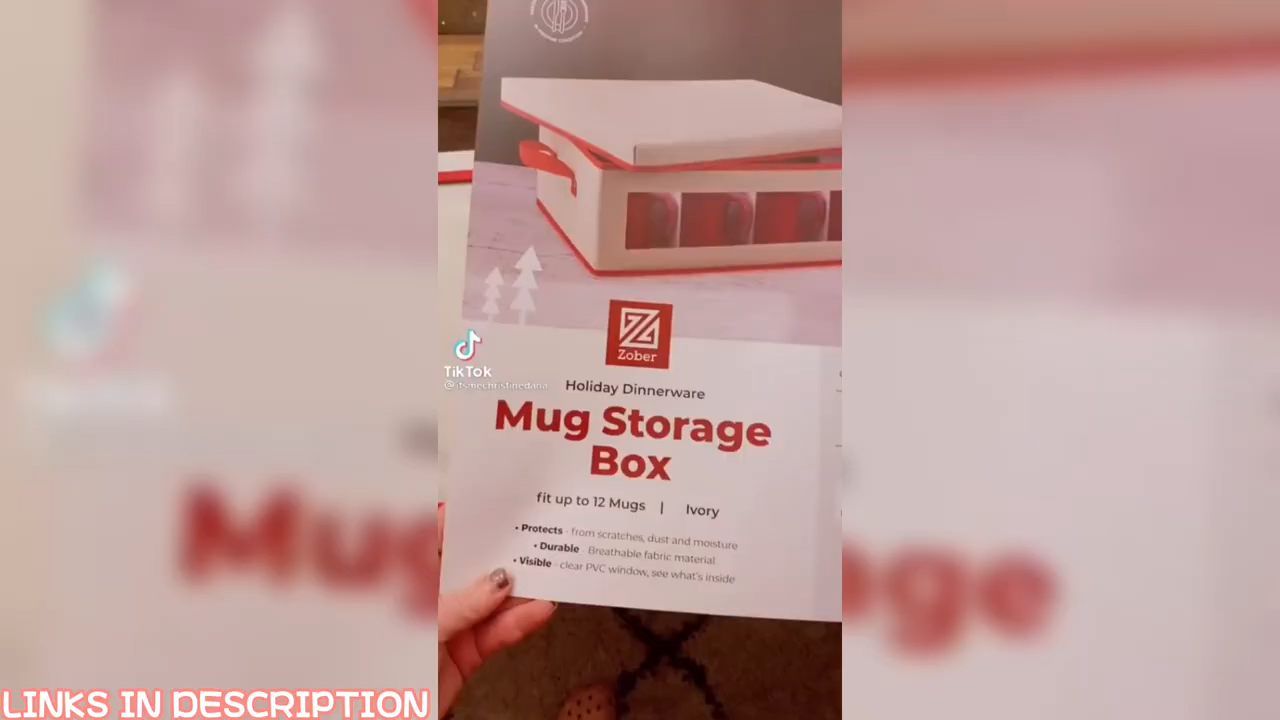 Zober
TikTok
@itsmechristinedana
Holiday Dinnerware
Mug Storage
Box
fit up to 12 Mugs | Ivory
• Protects - from scratches, dust and moisture
• Durable - Breathable fabric material
• Visible - clear PVC window, see what's inside
LINKS IN DESCRIPTION